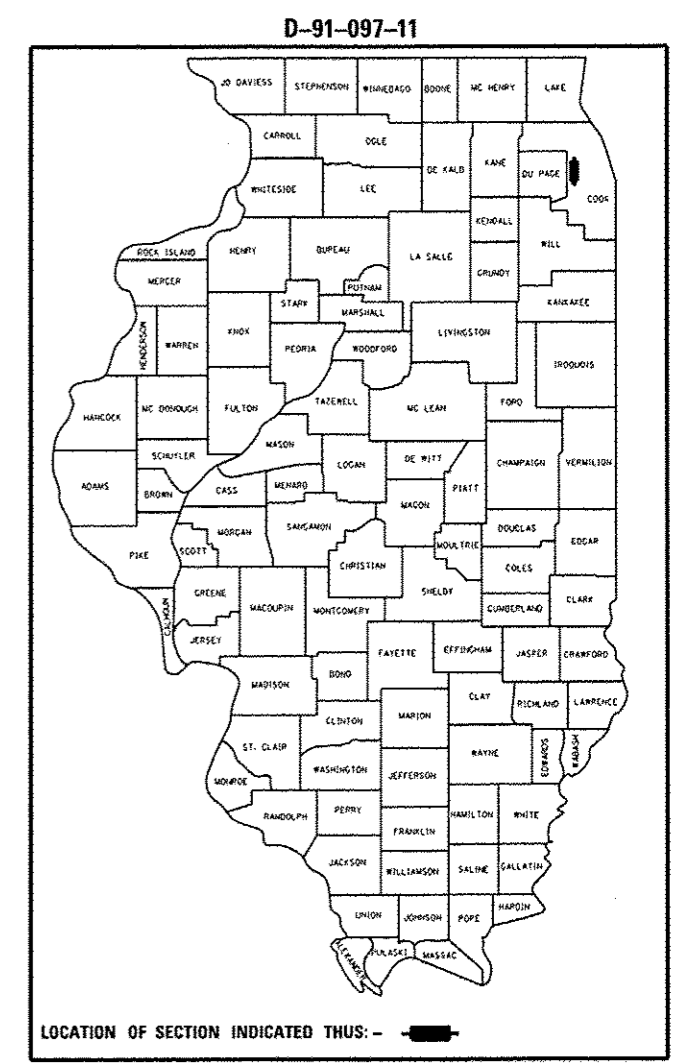 D-91-097-11
JO DAVIESS STEPHENSON WINNEBAGO BOONE MC HENRY LAKE
CARROLL OGLE
DE KALB KANE DU PAGE COOK
WHITESIDE LEE
KENDALL WILL
ROCK ISLAND HENRY BUREAU LA SALLE GRUNDY
MERCER PUTNAM KANKAKEE
STARK MARSHALL
HENDERSON WARREN KNOX PEORIA WOODFORD LIVINGSTON IROQUOIS
HANCOCK MC DONOUGH FULTON TAZEWELL MC LEAN FORD
SCHUYLER MASON LOGAN DE WITT CHAMPAIGN VERMILION
ADAMS BROWN CASS MENARD MACON PIATT
PIKE SCOTT MORGAN SANGAMON MOULTRIE DOUGLAS EDGAR
CHRISTIAN COLES
CALHOUN GREENE MACOUPIN MONTGOMERY SHELBY CUMBERLAND CLARK
JERSEY FAYETTE EFFINGHAM JASPER CRAWFORD
MADISON BOND CLAY RICHLAND LAWRENCE
CLINTON MARION
ST. CLAIR WAYNE EDWARDS WABASH
MONROE WASHINGTON JEFFERSON
RANDOLPH PERRY HAMILTON WHITE
FRANKLIN
JACKSON WILLIAMSON SALINE GALLATIN
UNION JOHNSON POPE HARDIN
ALEXANDER PULASKI MASSAC
LOCATION OF SECTION INDICATED THUS: -